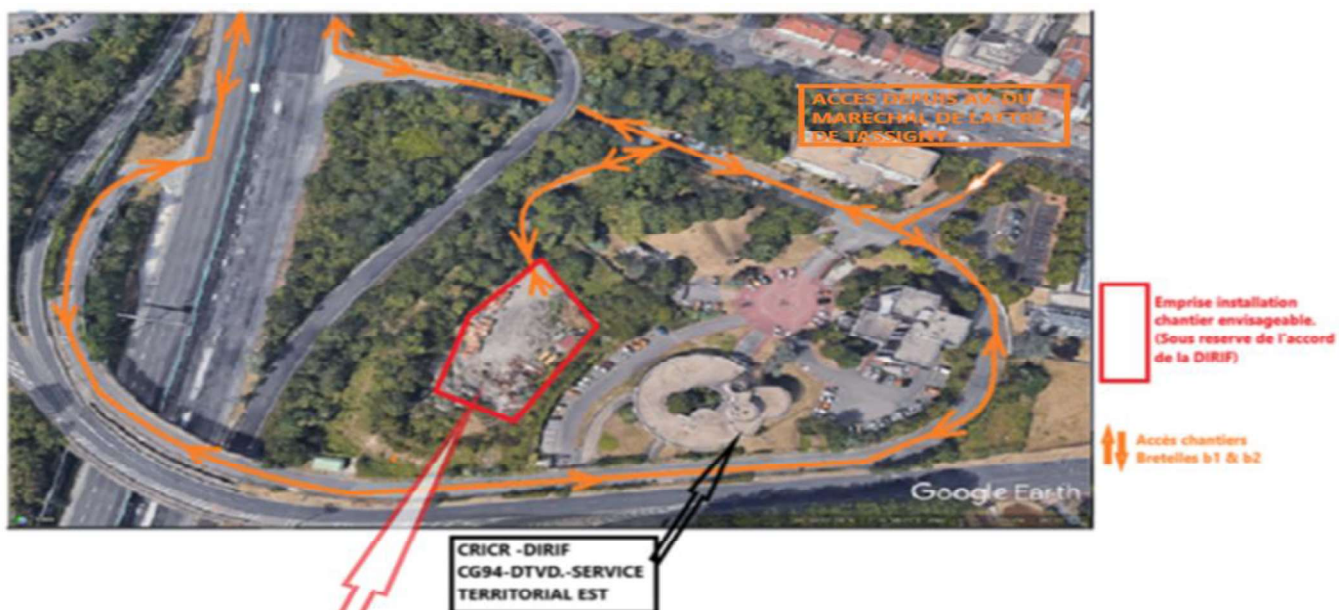 ACCES DEPUIS AV. DU
MARECHAL DE LATTRE
DE TASSIGNY
Emprise installation
chantier envisageable.
(Sous reserve de l'accord
de la DIRIF)
Accès chantiers
Bretelles b1 & b2
Google Earth
CRICR -DIRIF
CG94-DTVD.-SERVICE
TERRITORIAL EST